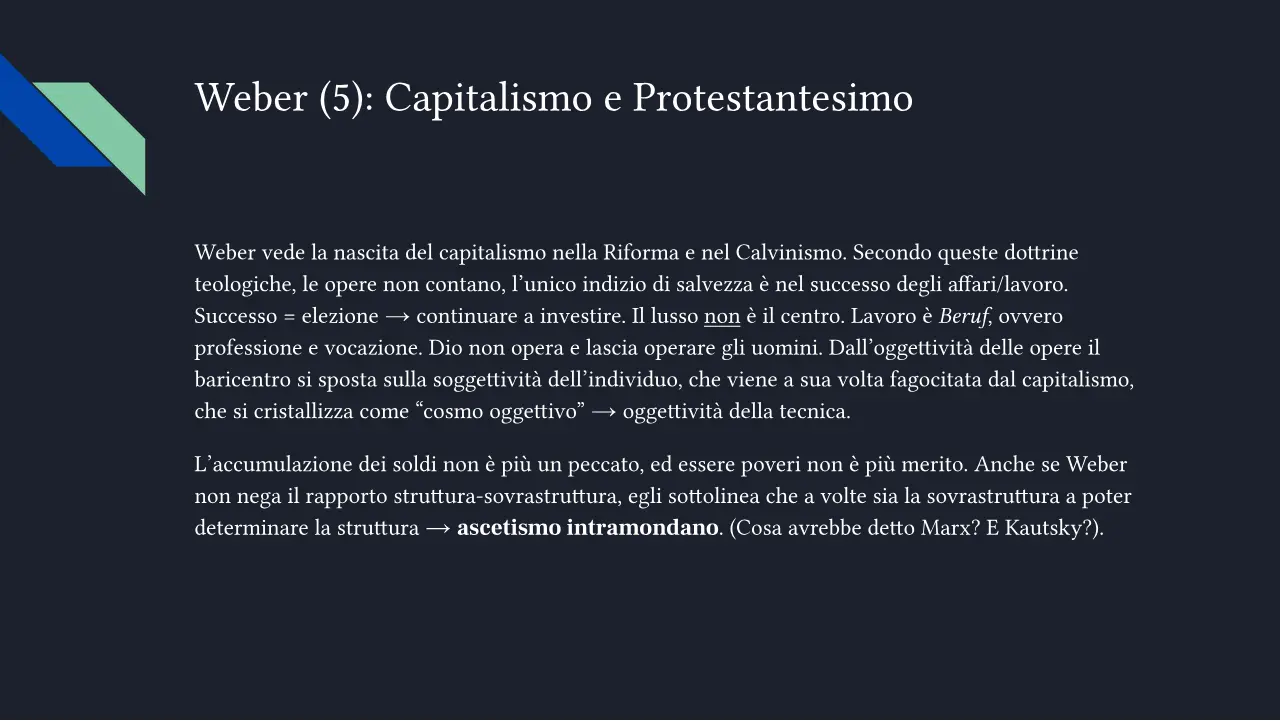 Weber (5): Capitalismo e Protestantesimo
Weber vede la nascita del capitalismo nella Riforma e nel Calvinismo. Secondo queste dottrine
teologiche, le opere non contano, l’unico indizio di salvezza è nel successo degli affari/lavoro.
Successo = elezione ⟶ continuare a investire. Il lusso non è il centro. Lavoro è Beruf, ovvero
professione e vocazione. Dio non opera e lascia operare gli uomini. Dall’oggettività delle opere il
baricentro si sposta sulla soggettività dell’individuo, che viene a sua volta fagocitata dal capitalismo,
che si cristallizza come “cosmo oggettivo” ⟶ oggettività della tecnica.
L’accumulazione dei soldi non è più un peccato, ed essere poveri non è più merito. Anche se Weber
non nega il rapporto struttura-sovrastruttura, egli sottolinea che a volte sia la sovrastruttura a poter
determinare la struttura ⟶ ascetismo intramondano. (Cosa avrebbe detto Marx? E Kautsky?).